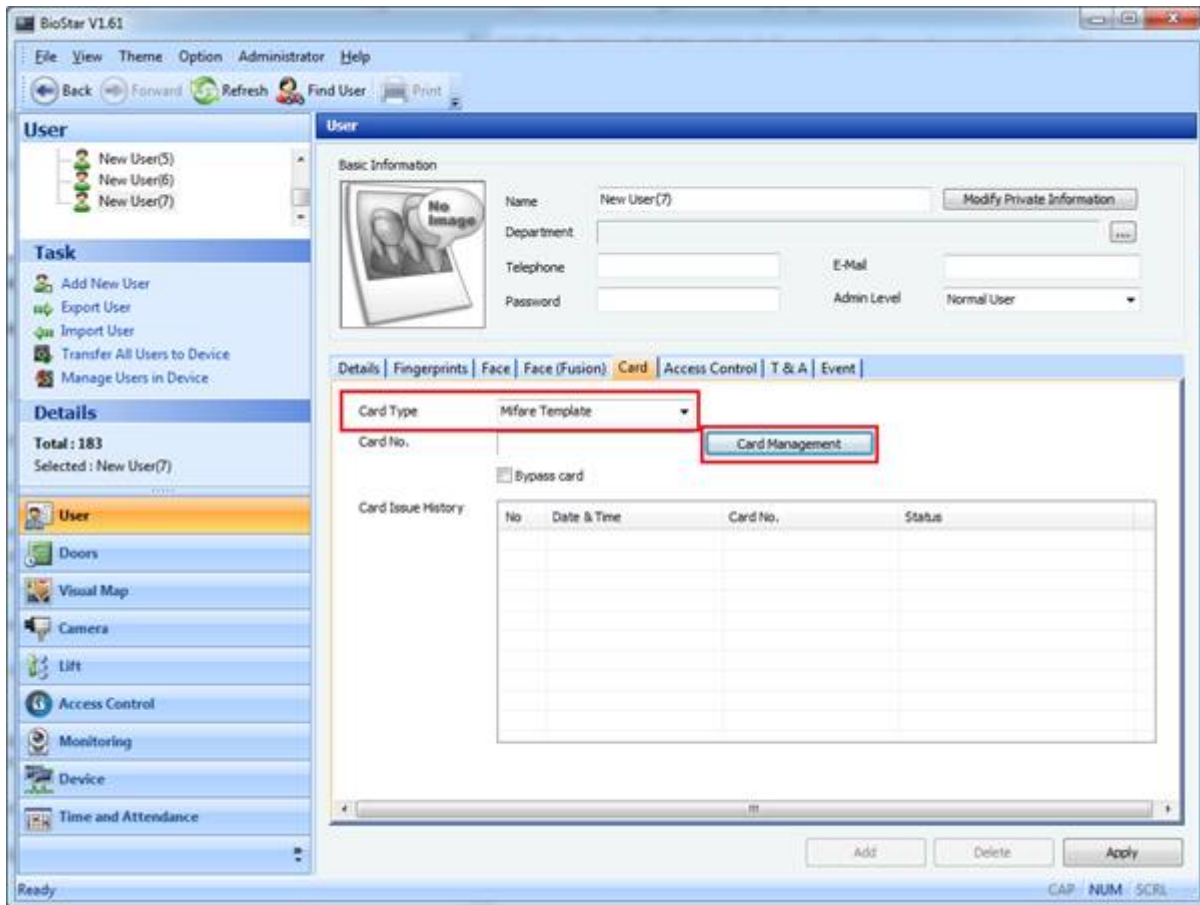 BioStar V1.61
File View Theme Option Administrator Help
Back Forward Refresh Find User Print
User
New User(5)
New User(6)
New User(7)
Task
Add New User
Export User
Import User
Transfer All Users to Device
Manage Users in Device
Details
Total : 183
Selected : New User(7)
User
Doors
Visual Map
Camera
Lift
Access Control
Monitoring
Device
Time and Attendance
User
Basic Information
No
Image
Name New User(7) Modify Private Information
Department ...
Telephone E-Mail
Password Admin Level Normal User
Details Fingerprints Face Face (Fusion) Card Access Control T & A Event
Card Type Mifare Template
Card No. Card Management
Bypass card
Card Issue History
No Date & Time Card No. Status
Add Delete Apply
Ready CAP NUM SCRL